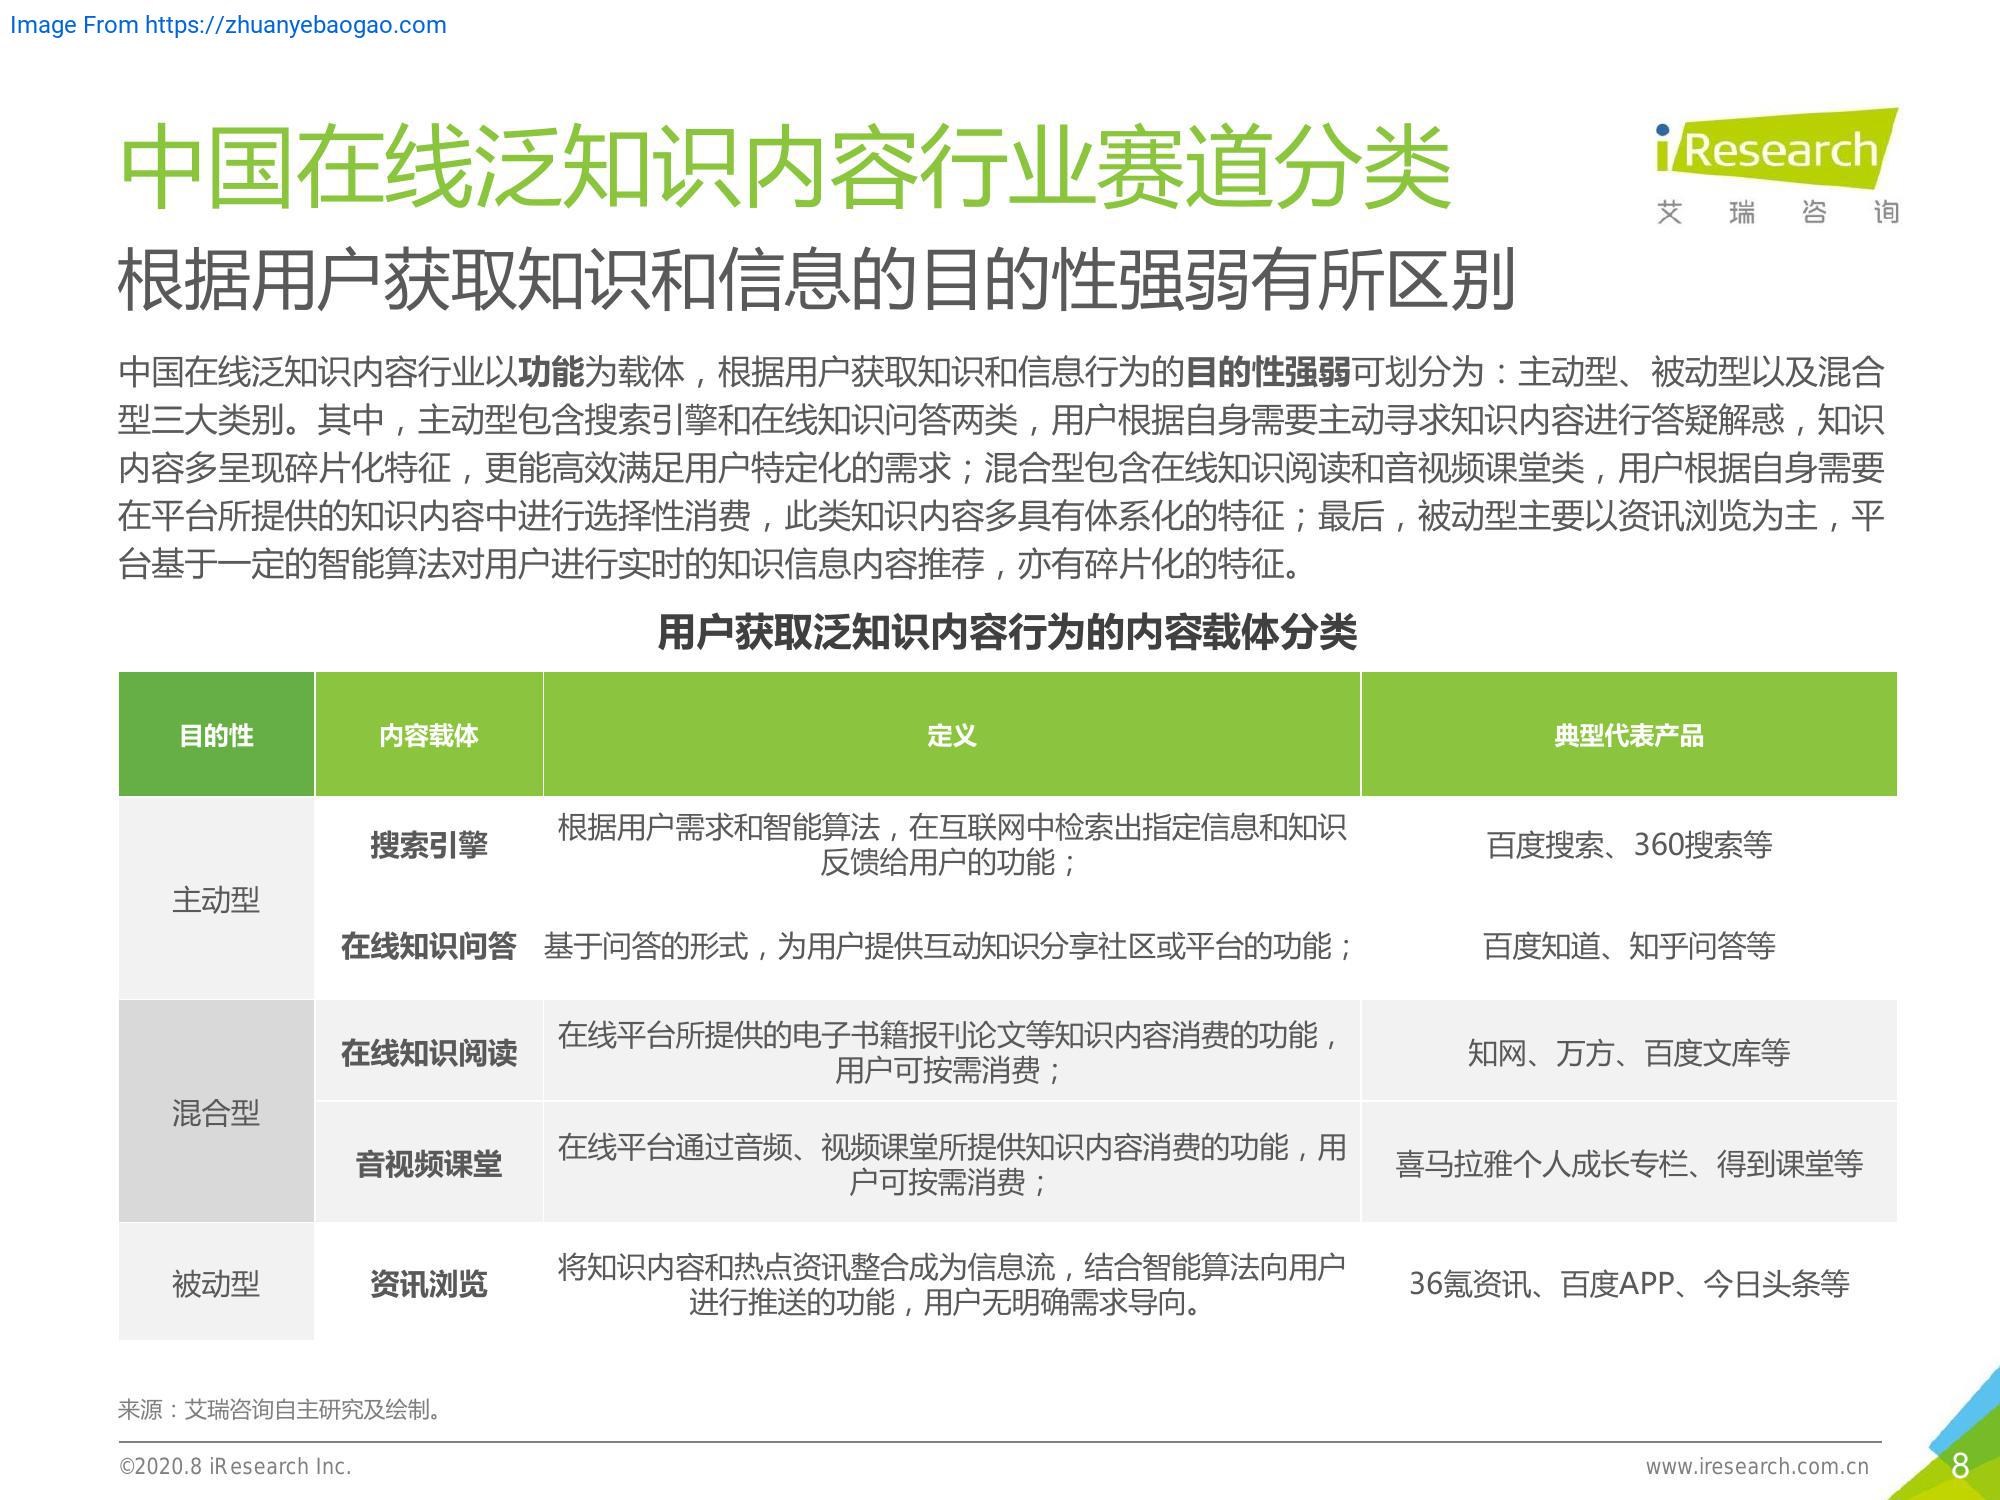 Image From https://zhuanyebaogao.com
中国在线泛知识内容行业赛道分类
iResearch
艾瑞咨询
根据用户获取知识和信息的目的性强弱有所区别
中国在线泛知识内容行业以功能为载体，根据用户获取知识和信息行为的目的性强弱可划分为：主动型、被动型以及混合
型三大类别。其中，主动型包含搜索引擎和在线知识问答两类，用户根据自身需要主动寻求知识内容进行答疑解惑，知识
内容多呈现碎片化特征，更能高效满足用户特定化的需求；混合型包含在线知识阅读和音视频课堂类，用户根据自身需要
在平台所提供的知识内容中进行选择性消费，此类知识内容多具有体系化的特征；最后，被动型主要以资讯浏览为主，平
台基于一定的智能算法对用户进行实时的知识信息内容推荐，亦有碎片化的特征。
用户获取泛知识内容行为的内容载体分类
目的性 内容载体 定义 典型代表产品
主动型
搜索引擎
根据用户需求和智能算法，在互联网中检索出指定信息和知识
反馈给用户的功能；
百度搜索、360搜索等
在线知识问答 基于问答的形式，为用户提供互动知识分享社区或平台的功能； 百度知道、知乎问答等
混合型
在线知识阅读
在线平台所提供的电子书籍报刊论文等知识内容消费的功能，
用户可按需消费；
知网、万方、百度文库等
音视频课堂
在线平台通过音频、视频课堂所提供知识内容消费的功能，用
户可按需消费；
喜马拉雅个人成长专栏、得到课堂等
被动型
资讯浏览
将知识内容和热点资讯整合成为信息流，结合智能算法向用户
进行推送的功能，用户无明确需求导向。
36氪资讯、百度APP、今日头条等
来源：艾瑞咨询自主研究及绘制。
©2020.8 iResearch Inc.
www.iresearch.com.cn
8